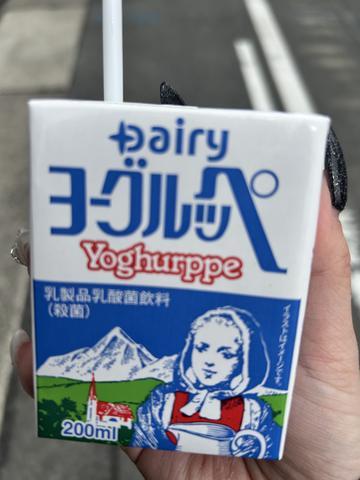 Dairy
ヨーグルッペ
Yoghurppe
乳製品乳酸菌飲料
(殺菌)
イラストはイメージです。
200ml